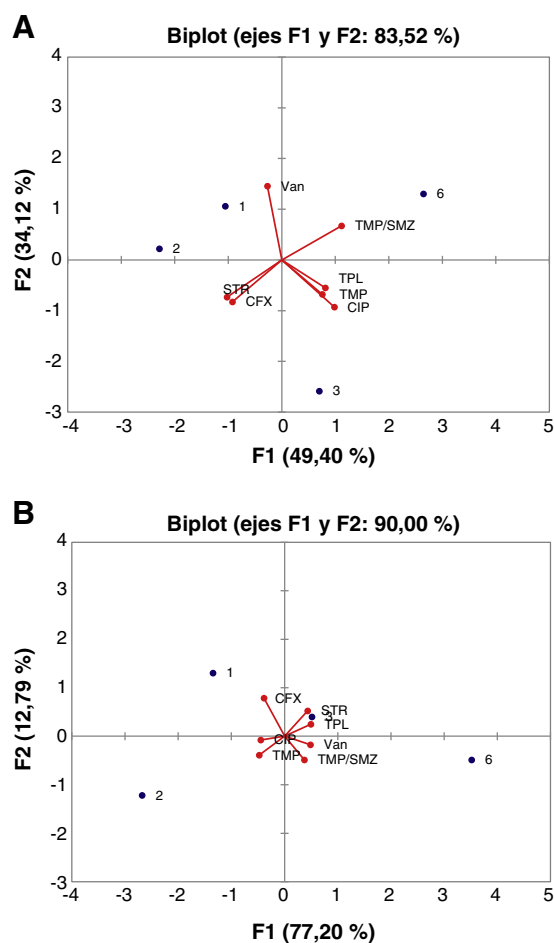 A
Biplot (ejes F1 y F2: 83,52 %)
4
3
2
1
0
-1
-2
-3
F2 (34,12 %)
Van
1
6
2
TMP/SMZ
TPL
STR
TMP
CFX
CIP
3
-4 -3 -2 -1 0 1 2 3 4 5
F1 (49,40 %)
B
Biplot (ejes F1 y F2: 90,00 %)
4
3
2
1
0
-1
-2
-3
F2 (12,79 %)
1
CFX
STR
3
TPL
CIP
Van
TMP
TMP/SMZ
6
2
-4 -3 -2 -1 0 1 2 3 4 5
F1 (77,20 %)